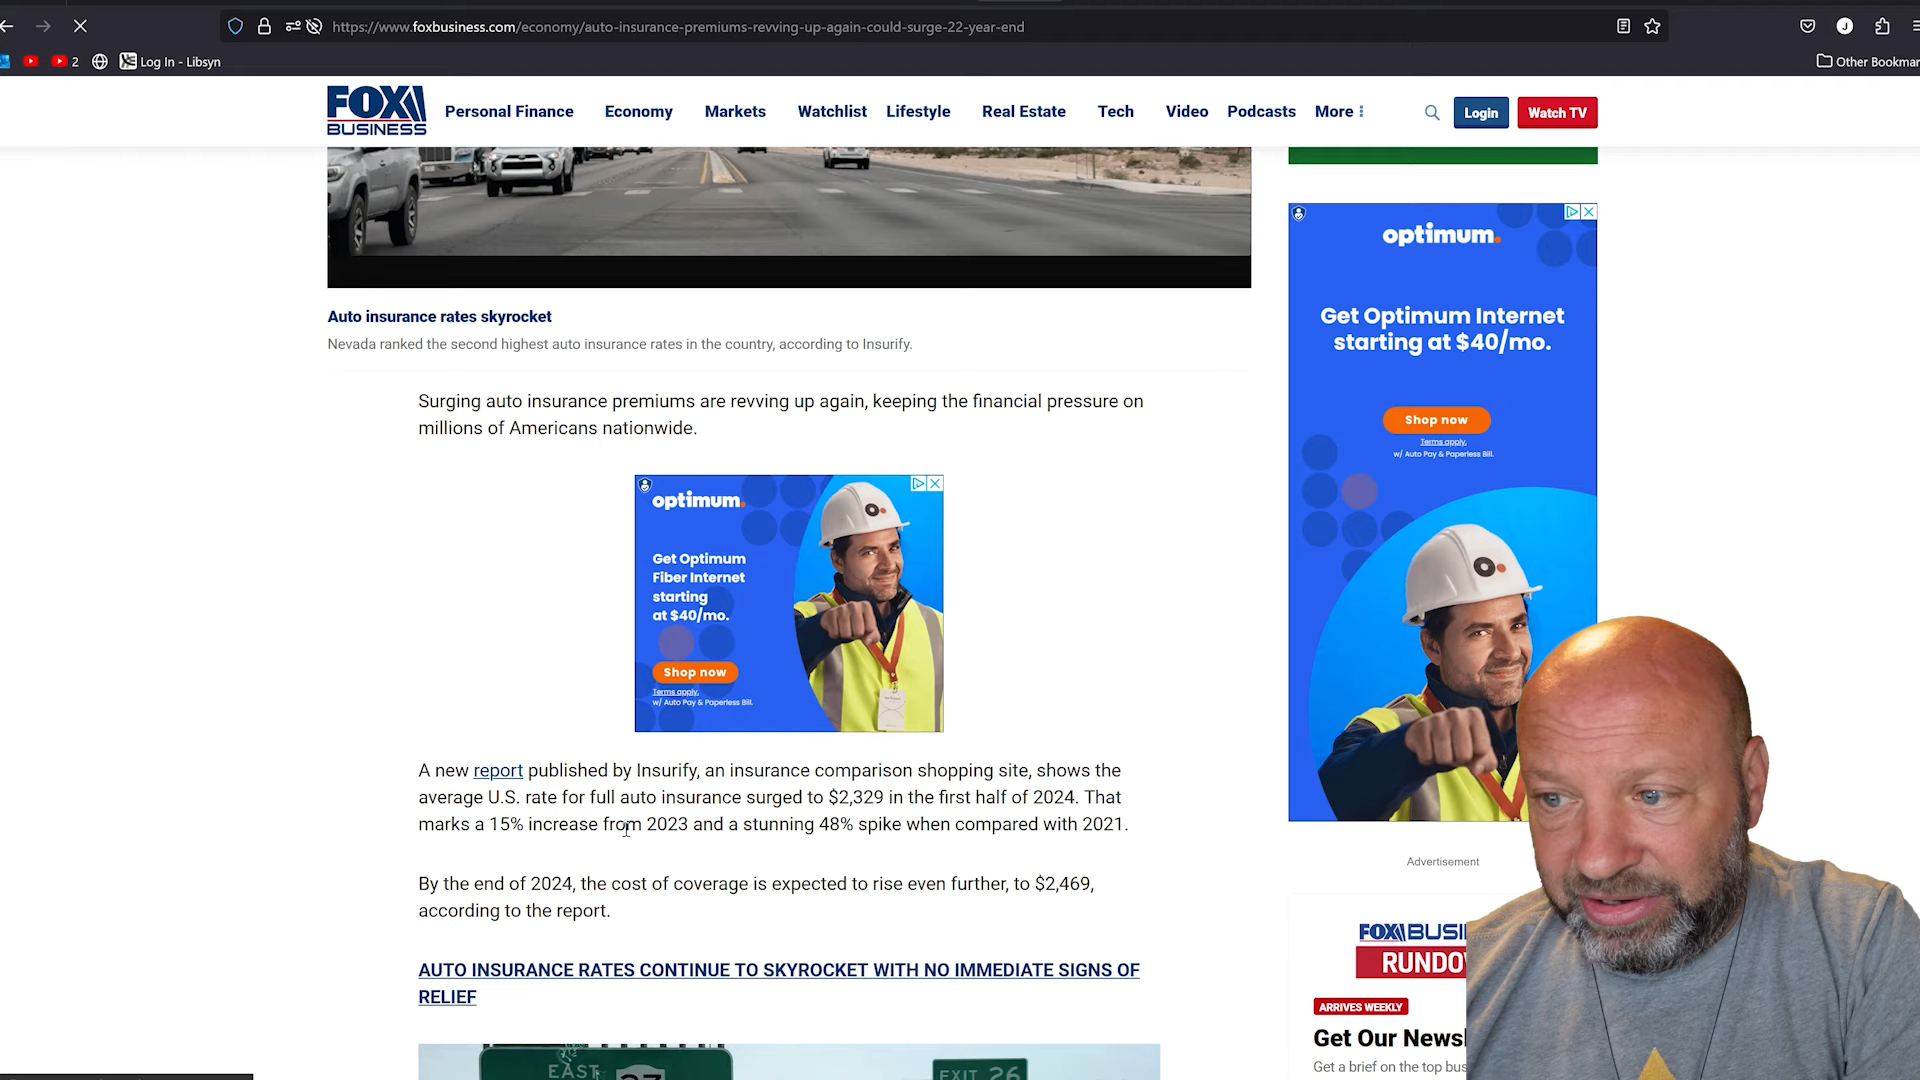 https://www.foxbusiness.com/economy/auto-insurance-premiums-revving-up-again-could-surge-22-year-end
2
Log In - Libsyn
Other Bookmar
FOX
BUSINESS
Personal Finance
Economy
Markets
Watchlist
Lifestyle
Real Estate
Tech
Video
Podcasts
More
Login
Watch TV
J
Auto insurance rates skyrocket
Nevada ranked the second highest auto insurance rates in the country, according to Insurify.
Surging auto insurance premiums are revving up again, keeping the financial pressure on
millions of Americans nationwide.
optimum.
Get Optimum
Fiber Internet
starting
at $40/mo.
Shop now
Terms apply.
w/ Auto Pay & Paperless Bill.
A new report published by Insurify, an insurance comparison shopping site, shows the
average U.S. rate for full auto insurance surged to $2,329 in the first half of 2024. That
marks a 15% increase from 2023 and a stunning 48% spike when compared with 2021.
By the end of 2024, the cost of coverage is expected to rise even further, to $2,469,
according to the report.
AUTO INSURANCE RATES CONTINUE TO SKYROCKET WITH NO IMMEDIATE SIGNS OF
RELIEF
EAST
27
EXIT 26
optimum.
Get Optimum Internet
starting at $40/mo.
Shop now
Terms apply.
w/ Auto Pay & Paperless Bill.
Advertisement
FOX BUSI
RUNDO
ARRIVES WEEKLY
Get Our News
Get a brief on the top bus